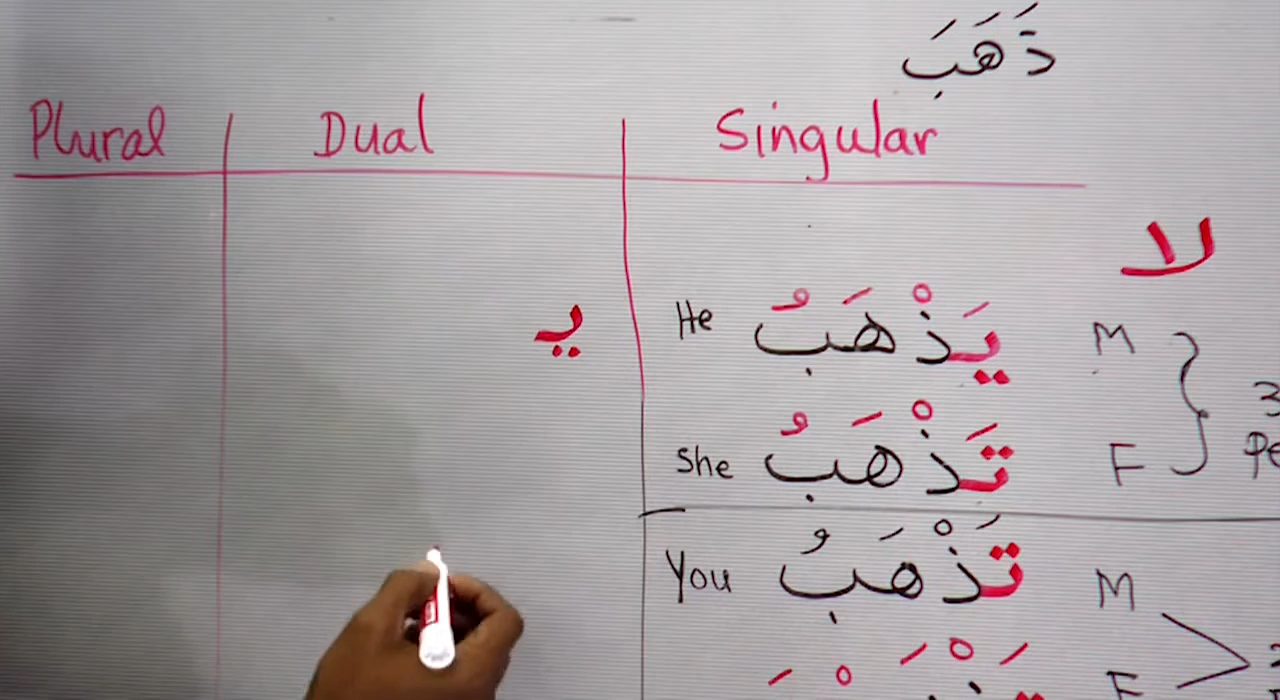 ذَهَبَ
Plural Dual Singular
لا
يـ He يَذْهَبُ M
She تَذْهَبُ F
You تَذْهَبُ M
F